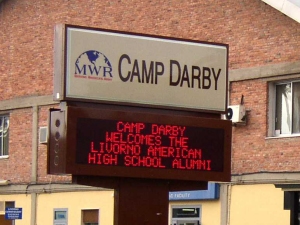 MWR
CAMP DARBY
CAMP DARBY
WELCOMES THE
LIVORNO AMERICAN
HIGH SCHOOL ALUMNI